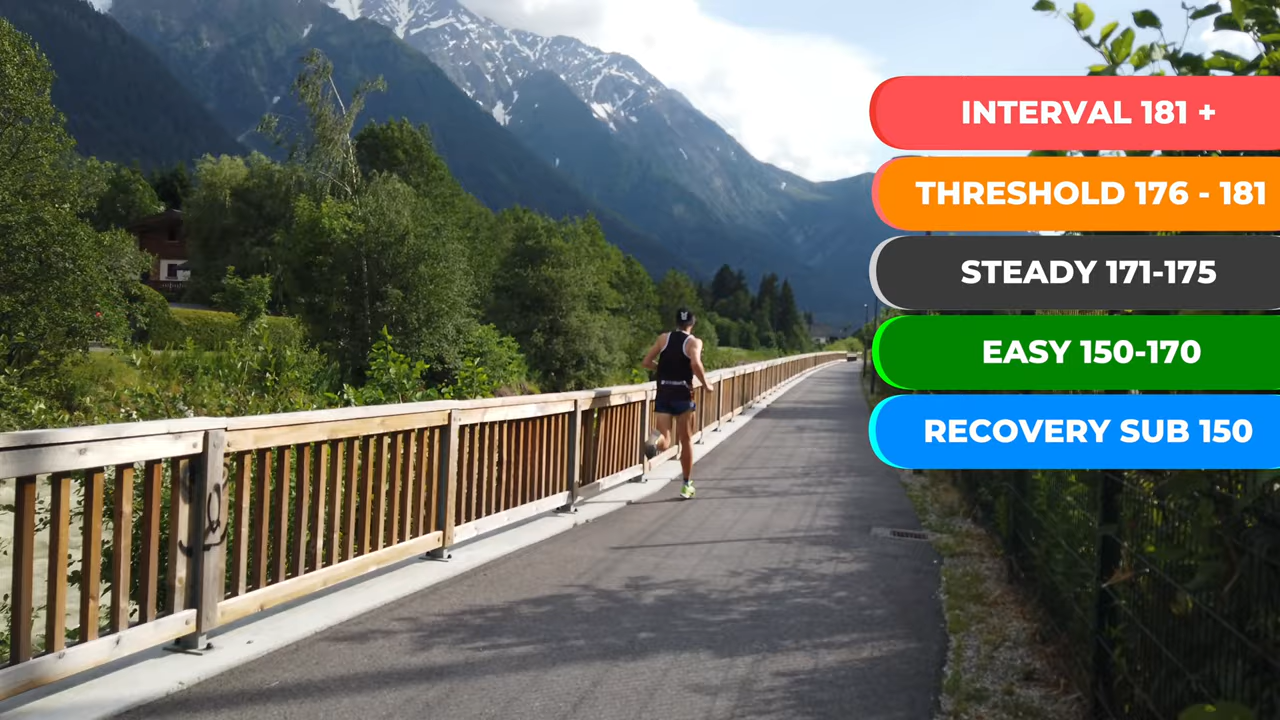 INTERVAL 181 +
THRESHOLD 176 - 181
STEADY 171-175
EASY 150-170
RECOVERY SUB 150